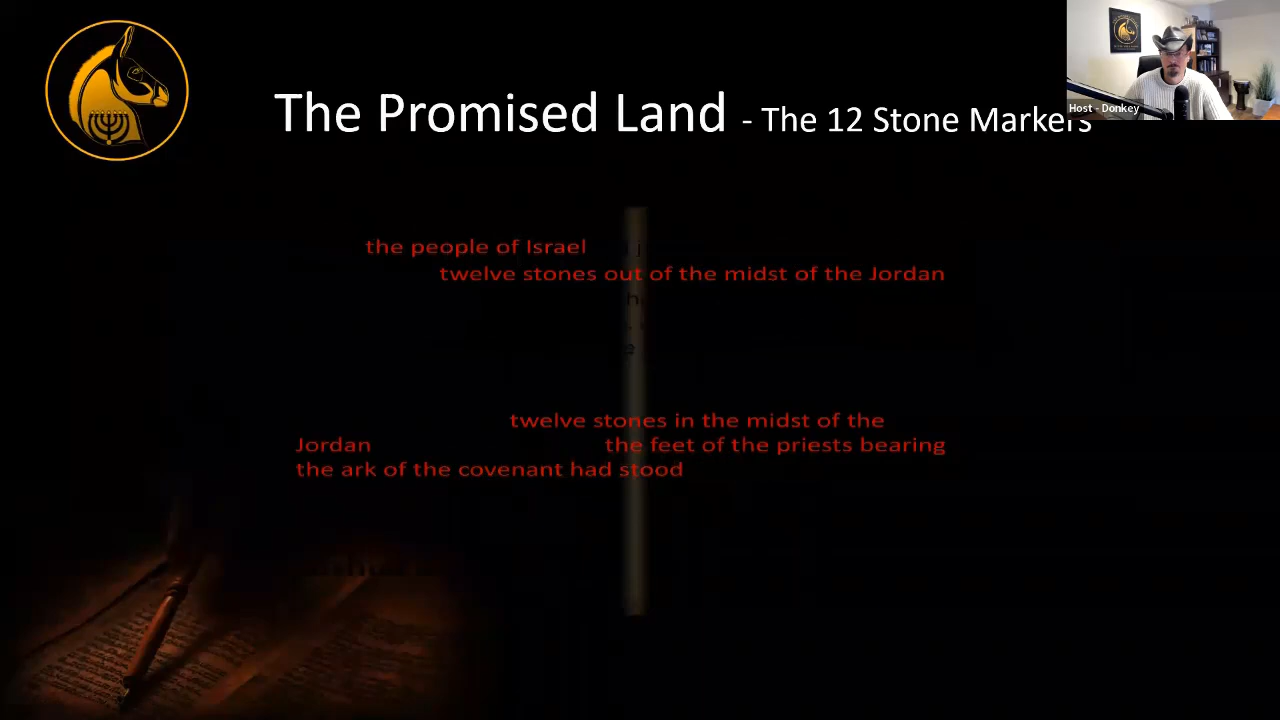 The Promised Land - The 12 Stone Markers
Host - Donkey
the people of Israel
twelve stones out of the midst of the Jordan
twelve stones in the midst of the
Jordan the feet of the priests bearing
the ark of the covenant had stood